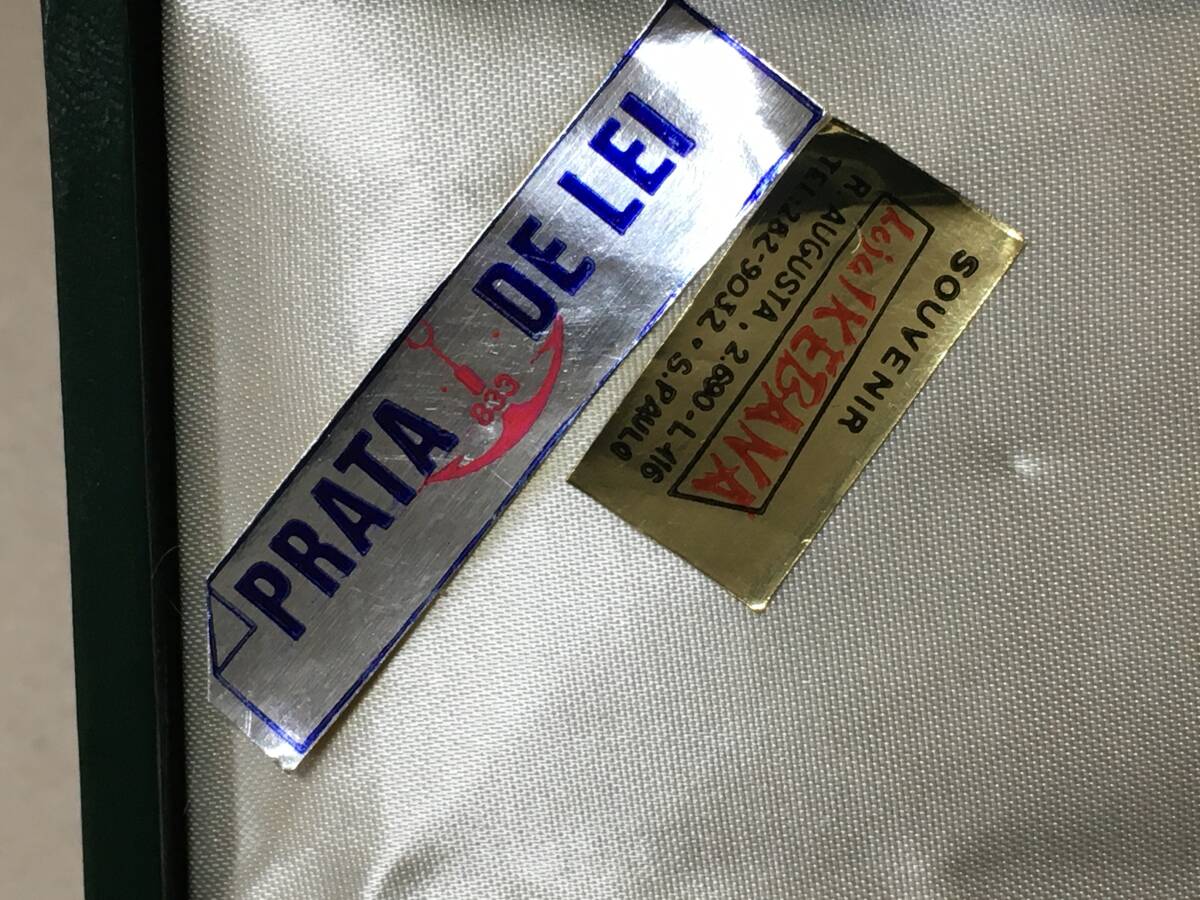 PRATA DE LEI
833
SOUVENIR
Loja IKEBANA
R. AUGUSTA, 2.690-L-416
TEL. 282-9032 • S. PAULO